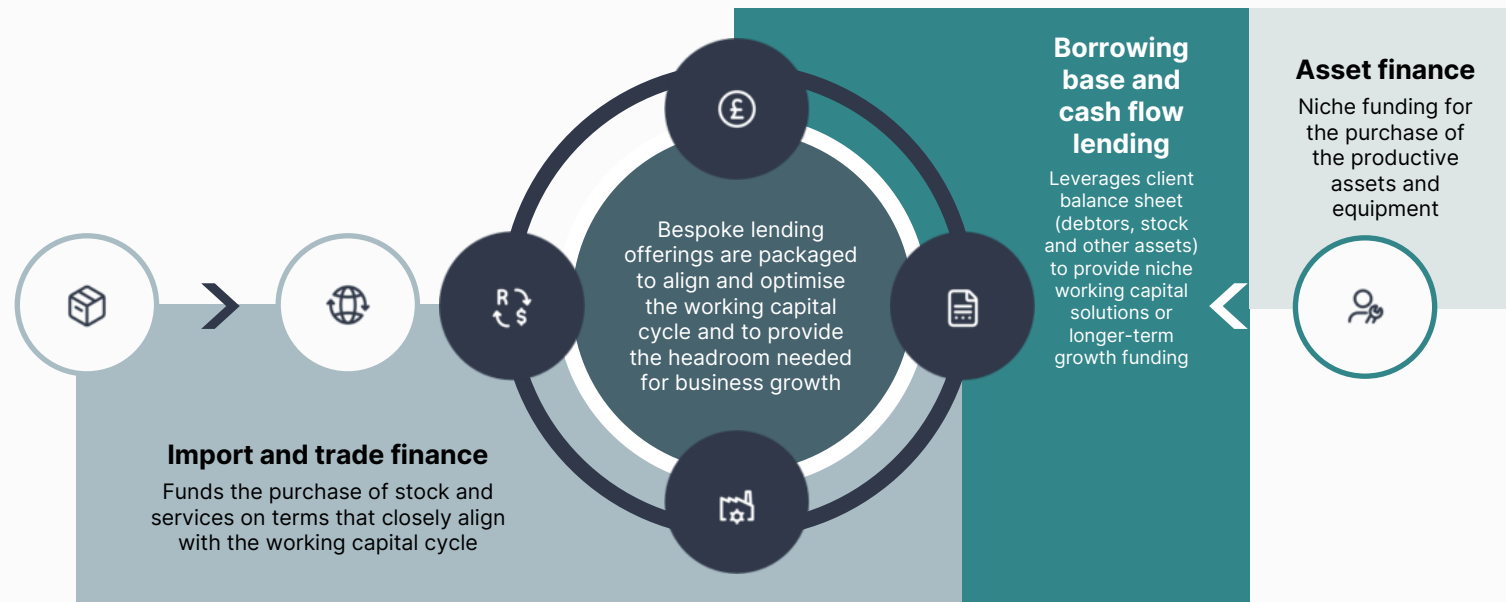 Borrowing
base and
cash flow
lending
Leverages client
balance sheet
(debtors, stock
and other assets)
to provide niche
working capital
solutions or
longer-term
growth funding
Asset finance
Niche funding for
the purchase of
the productive
assets and
equipment
£
R
$
Bespoke lending
offerings are packaged
to align and optimise
the working capital
cycle and to provide
the headroom needed
for business growth
Import and trade finance
Funds the purchase of stock and
services on terms that closely align
with the working capital cycle